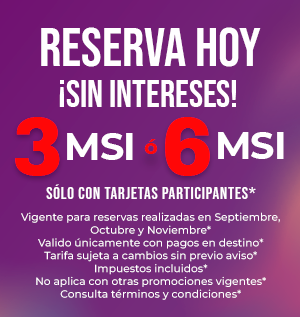 RESERVA HOY
¡SIN INTERESES!
3 MSI ó 6 MSI
SÓLO CON TARJETAS PARTICIPANTES*
Vigente para reservas realizadas en Septiembre,
Octubre y Noviembre*
Valido únicamente con pagos en destino*
Tarifa sujeta a cambios sin previo aviso*
Impuestos incluidos*
No aplica con otras promociones vigentes*
Consulta términos y condiciones*